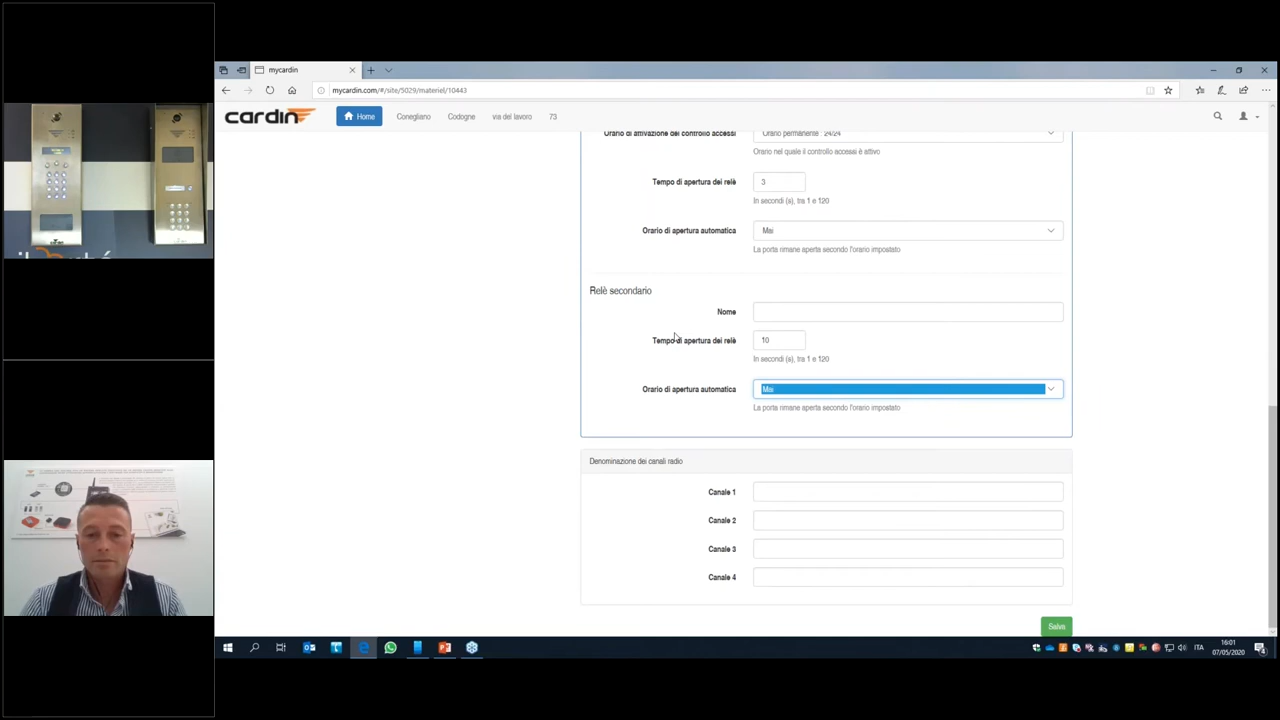 mycardin
mycardin.com/#/site/5029/materiel/10443
cardin Home Conegliano Codogne via del lavoro 73
Orario di attivazione del controllo accessi Orario permanente : 24/24
Orario nel quale il controllo accessi è attivo
Tempo di apertura dei relè 3
In secondi (s), tra 1 e 120
Orario di apertura automatica Mai
La porta rimane aperta secondo l'orario impostato
Relè secondario
Nome
Tempo di apertura dei relè 10
In secondi (s), tra 1 e 120
Orario di apertura automatica Mai
La porta rimane aperta secondo l'orario impostato
Denominazione dei canali radio
Canale 1
Canale 2
Canale 3
Canale 4
Salva
ITA 16:01
07/05/2020